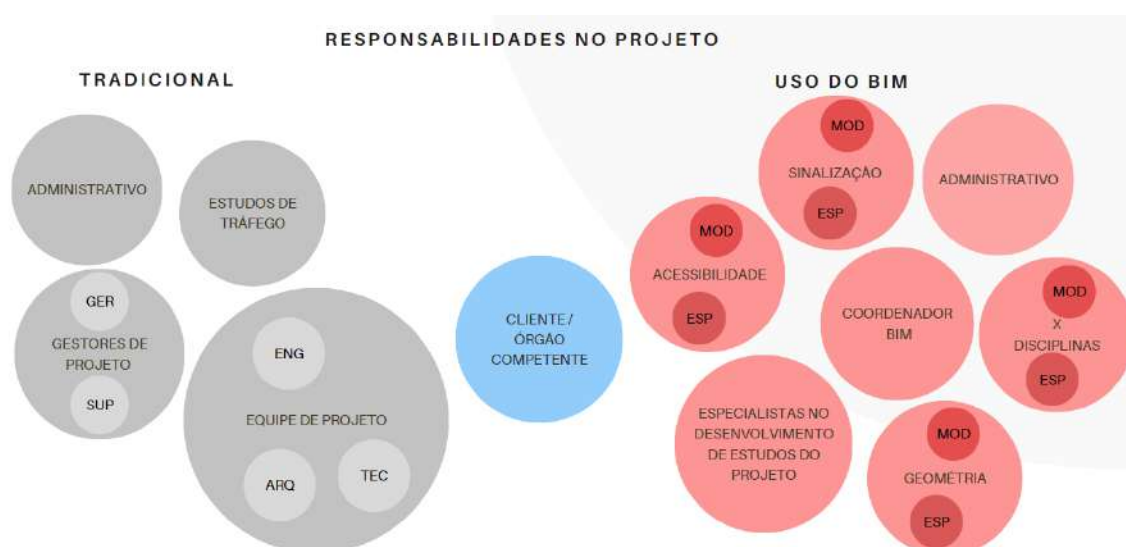 RESPONSABILIDADES NO PROJETO
TRADICIONAL
ADMINISTRATIVO
ESTUDOS DE
TRÁFEGO
GER
GESTORES DE
PROJETO
SUP
ENG
EQUIPE DE PROJETO
ARQ
TEC
CLIENTE /
ÓRGÃO
COMPETENTE
USO DO BIM
MOD
SINALIZAÇÃO
ESP
ADMINISTRATIVO
MOD
ACESSIBILIDADE
ESP
COORDENADOR
BIM
MOD
X
DISCIPLINAS
ESP
ESPECIALISTAS NO
DESENVOLVIMENTO
DE ESTUDOS DO
PROJETO
MOD
GEOMÉTRIA
ESP